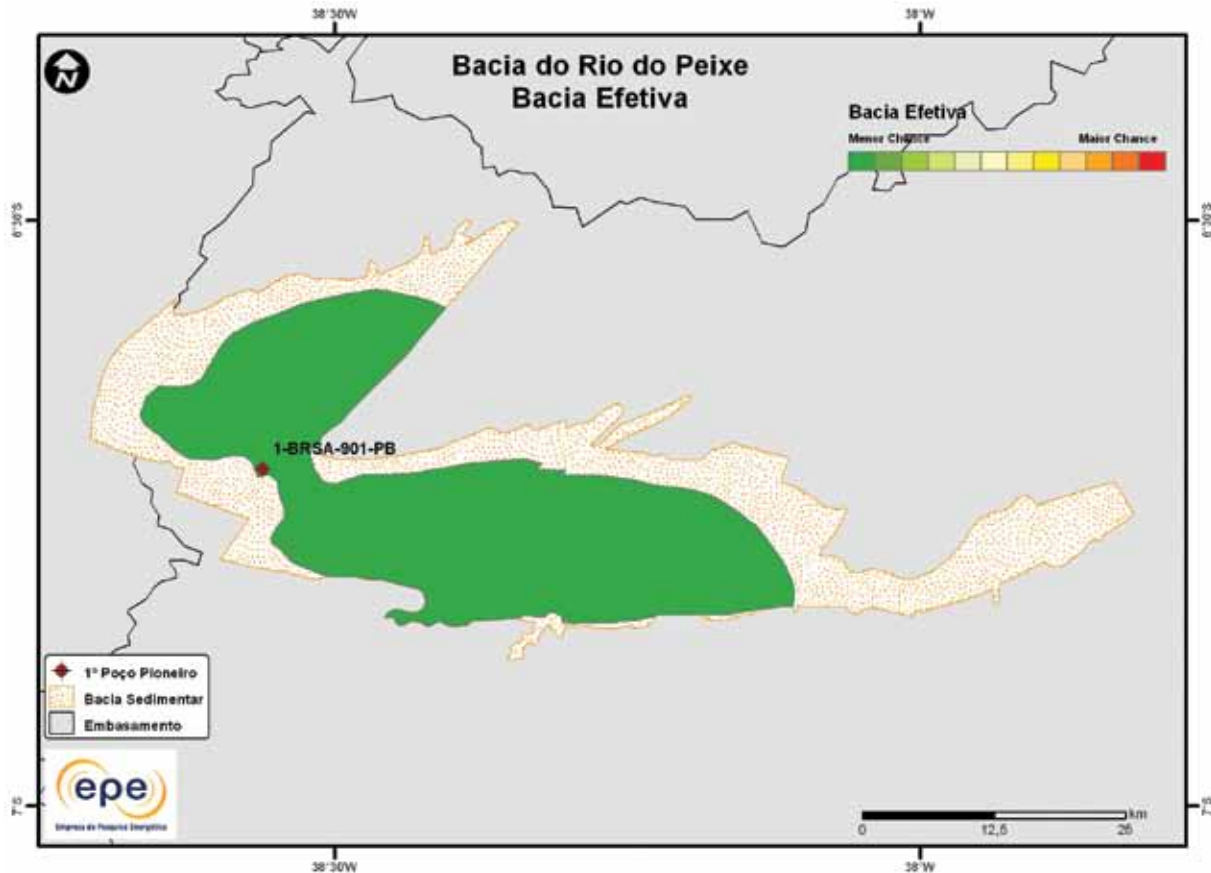 38°30'W
38°W
N
Bacia do Rio do Peixe
Bacia Efetiva
Bacia Efetiva
Menor Chance
Maior Chance
6°30'S
6°30'S
1-BRSA-901-PB
1º Poço Pioneiro
Bacia Sedimentar
Embasamento
epe
Empresa de Pesquisa Energética
7°S
7°S
km
0
12,5
25
38°30'W
38°W